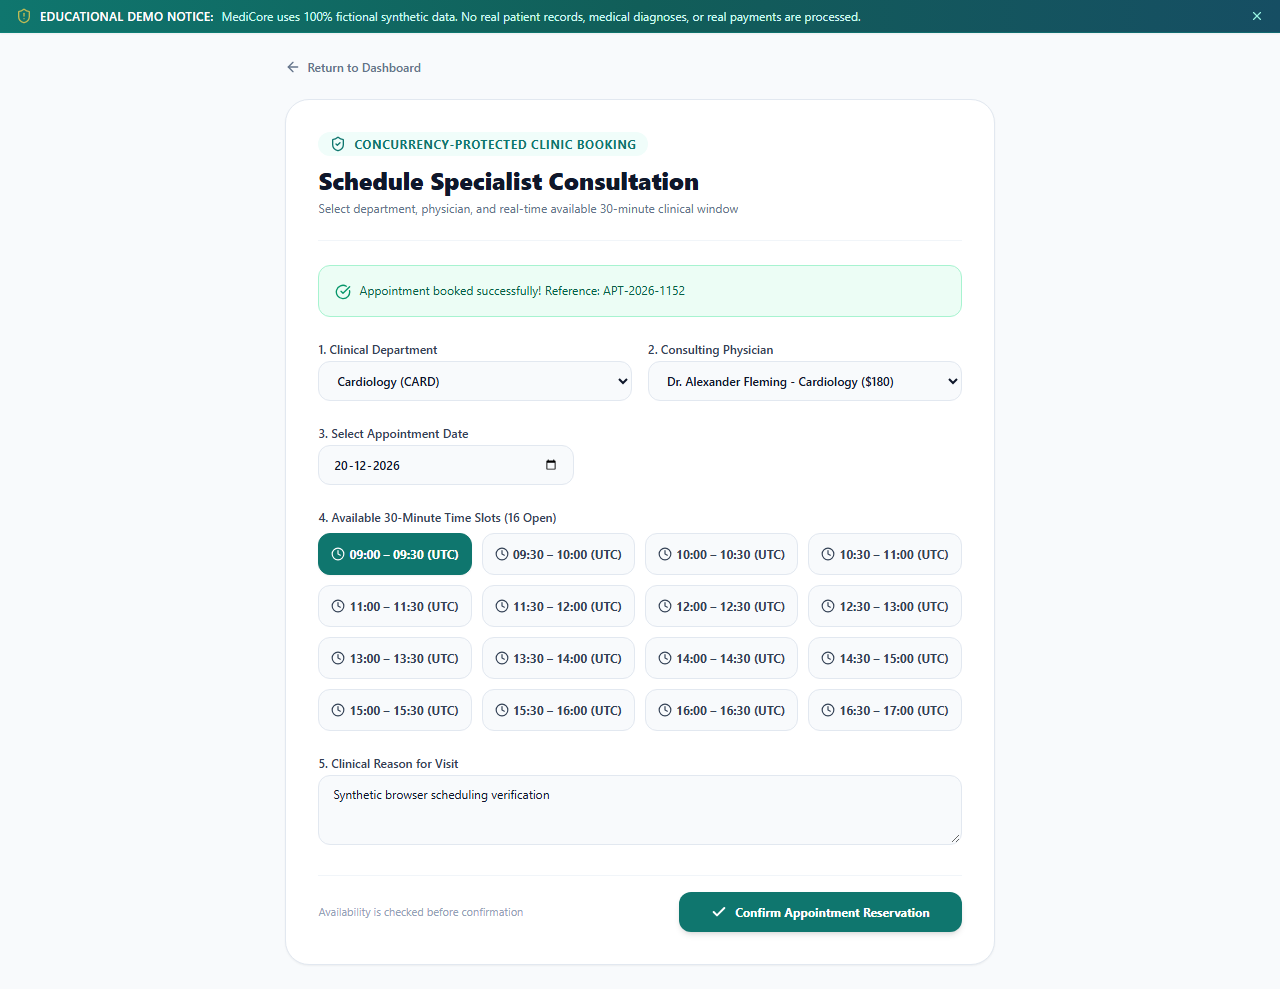 EDUCATIONAL DEMO NOTICE: MediCore uses 100% fictional synthetic data. No real patient records, medical diagnoses, or real payments are processed.
Return to Dashboard
CONCURRENCY-PROTECTED CLINIC BOOKING
Schedule Specialist Consultation
Select department, physician, and real-time available 30-minute clinical window
Appointment booked successfully! Reference: APT-2026-1152
1. Clinical Department 2. Consulting Physician
Cardiology (CARD) Dr. Alexander Fleming - Cardiology ($180)
3. Select Appointment Date
20-12-2026
4. Available 30-Minute Time Slots (16 Open)
09:00 – 09:30 (UTC) 09:30 – 10:00 (UTC) 10:00 – 10:30 (UTC) 10:30 – 11:00 (UTC)
11:00 – 11:30 (UTC) 11:30 – 12:00 (UTC) 12:00 – 12:30 (UTC) 12:30 – 13:00 (UTC)
13:00 – 13:30 (UTC) 13:30 – 14:00 (UTC) 14:00 – 14:30 (UTC) 14:30 – 15:00 (UTC)
15:00 – 15:30 (UTC) 15:30 – 16:00 (UTC) 16:00 – 16:30 (UTC) 16:30 – 17:00 (UTC)
5. Clinical Reason for Visit
Synthetic browser scheduling verification
Availability is checked before confirmation Confirm Appointment Reservation